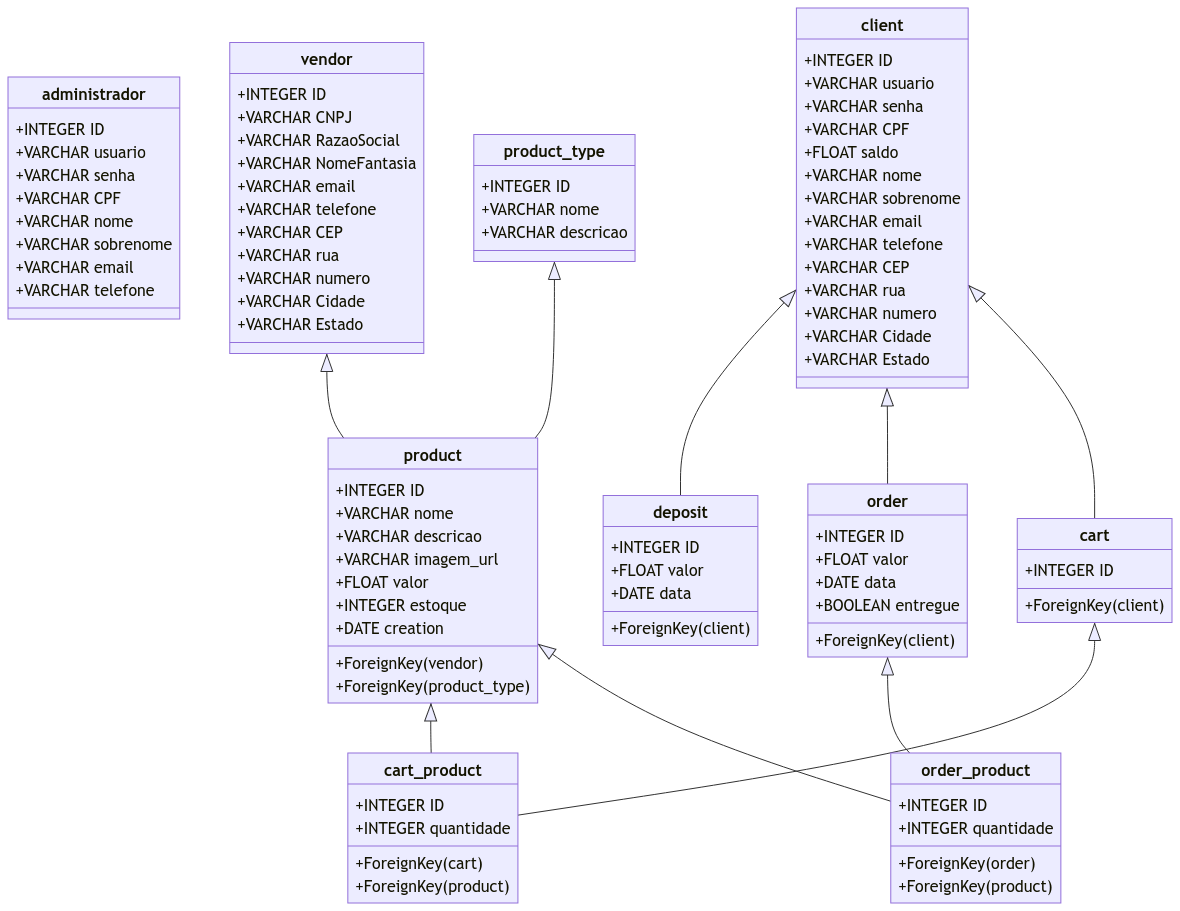 administrador
+INTEGER ID
+VARCHAR usuario
+VARCHAR senha
+VARCHAR CPF
+VARCHAR nome
+VARCHAR sobrenome
+VARCHAR email
+VARCHAR telefone
vendor
+INTEGER ID
+VARCHAR CNPJ
+VARCHAR RazaoSocial
+VARCHAR NomeFantasia
+VARCHAR email
+VARCHAR telefone
+VARCHAR CEP
+VARCHAR rua
+VARCHAR numero
+VARCHAR Cidade
+VARCHAR Estado
product_type
+INTEGER ID
+VARCHAR nome
+VARCHAR descricao
client
+INTEGER ID
+VARCHAR usuario
+VARCHAR senha
+VARCHAR CPF
+FLOAT saldo
+VARCHAR nome
+VARCHAR sobrenome
+VARCHAR email
+VARCHAR telefone
+VARCHAR CEP
+VARCHAR rua
+VARCHAR numero
+VARCHAR Cidade
+VARCHAR Estado
product
+INTEGER ID
+VARCHAR nome
+VARCHAR descricao
+VARCHAR imagem_url
+FLOAT valor
+INTEGER estoque
+DATE creation
+ForeignKey(vendor)
+ForeignKey(product_type)
deposit
+INTEGER ID
+FLOAT valor
+DATE data
+ForeignKey(client)
order
+INTEGER ID
+FLOAT valor
+DATE data
+BOOLEAN entregue
+ForeignKey(client)
cart
+INTEGER ID
+ForeignKey(client)
cart_product
+INTEGER ID
+INTEGER quantidade
+ForeignKey(cart)
+ForeignKey(product)
order_product
+INTEGER ID
+INTEGER quantidade
+ForeignKey(order)
+ForeignKey(product)